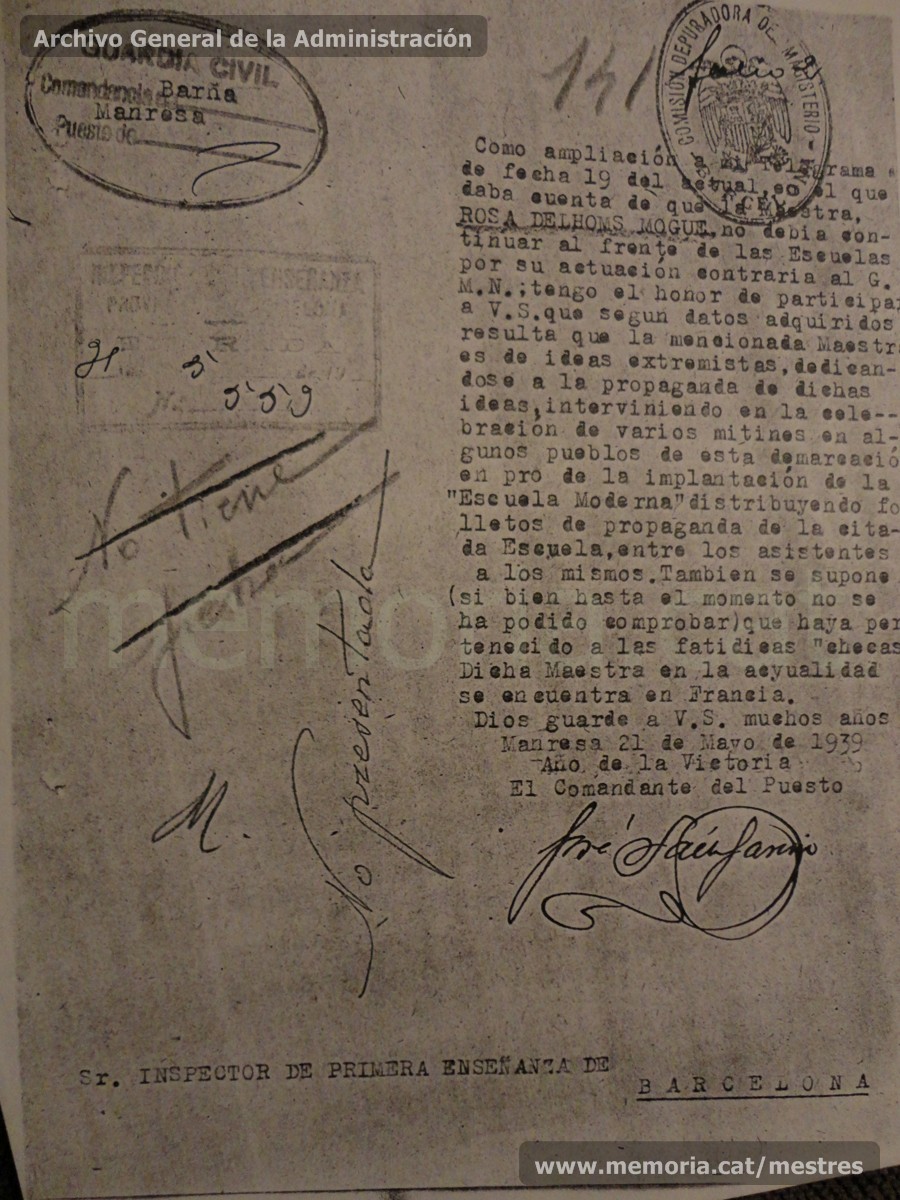 Archivo General de la Administración
GUARDIA CIVIL
Comandancia de Barña
Manresa
Puesto de
141
COMISIÓN DEPURADORA DE MAGISTERIO
Como ampliación a mi telegrama
de fecha 19 del actual, en el que
daba cuenta de que la Maestra,
ROSA DELHOMS MOGUE, no debia con-
tinuar al frente de las Escuelas
por su actuación contraria al G.
M.N.; tengo el honor de participar
a V.S. que segun datos adquiridos
resulta que la mencionada Maestra
es de ideas extremistas, dedican-
dose a la propaganda de dichas
ideas, interviniendo en la cele--
bracion de varios mitines en al-
gunos pueblos de esta demarcació
en pro de la implantación de la
"Escuela Moderna" distribuyendo fo
lletos de propaganda de la cita-
da Escuela, entre los asistentes
a los mismos. Tambien se supone
(si bien hasta el momento no se
ha podido comprobar) que haya per
tenecido a las fatidicas "checas
Dicha Maestra en la acyualidad
se encuentra en Francia.
Dios guarde a V.S. muchos años
Manresa 21 de Mayo de 1939
Año de la Victoria
El Comandante del Puesto
ENSEÑANZA
21 5
559
No tiene
No presentada
M.
Sr. INSPECTOR DE PRIMERA ENSEÑANZA DE
BARCELONA
www.memoria.cat/mestres